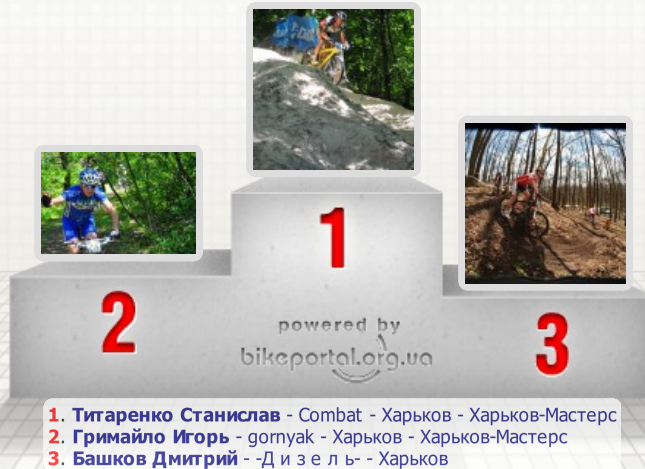 1
2
3
powered by
bikeportal.org.ua
1. Титаренко Станислав - Combat - Харьков - Харьков-Мастерс
2. Гримайло Игорь - gornyak - Харьков - Харьков-Мастерс
3. Башков Дмитрий - -Д и з е л ь- - Харьков